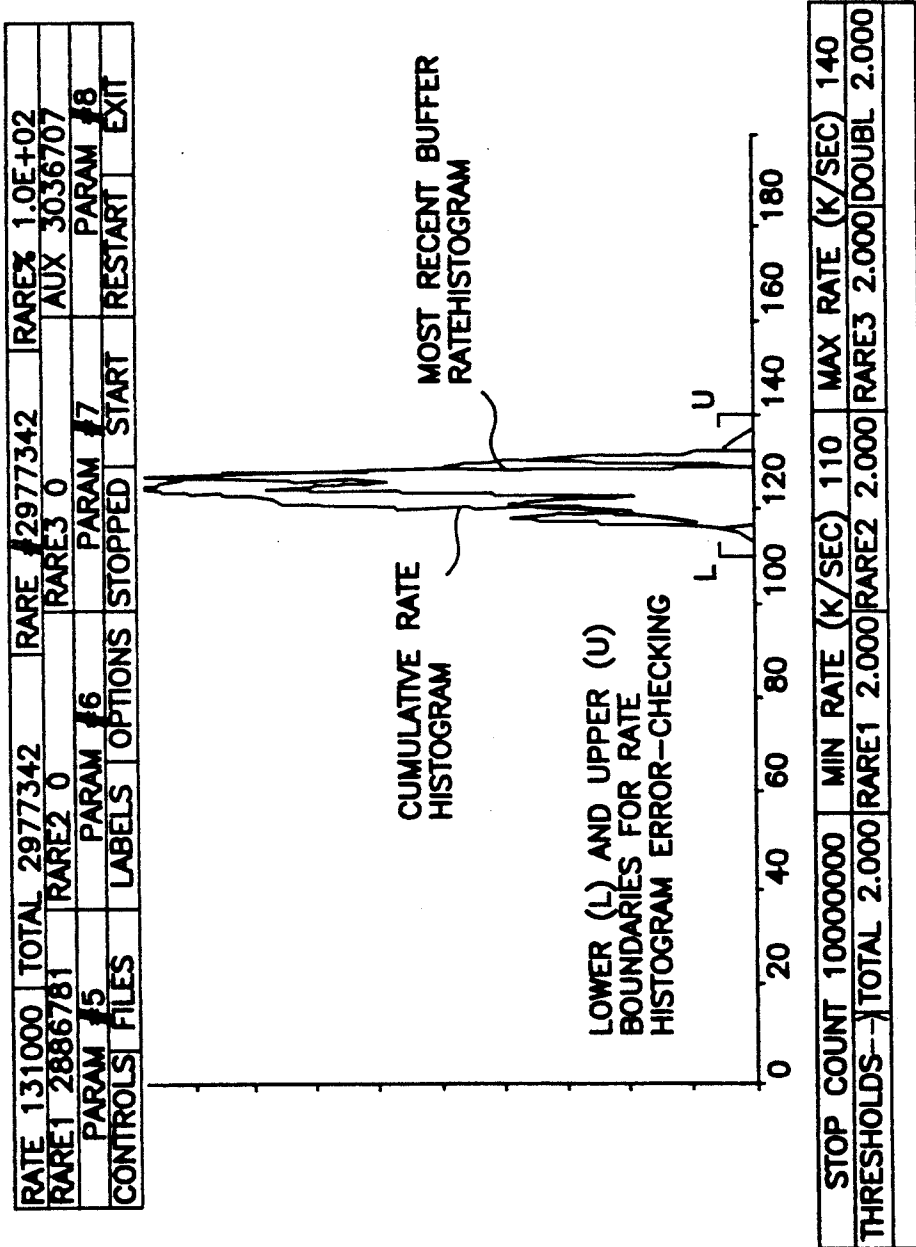 RATE 131000 TOTAL 2977342 RARE #2977342 RARE% 1.0E+02
RARE1 2886781 RARE2 0 RARE3 0 AUX 3036707
PARAM #5 PARAM #6 PARAM #7 PARAM #8
CONTROLS FILES LABELS OPTIONS STOPPED START RESTART EXIT
CUMULATIVE RATE
HISTOGRAM
MOST RECENT BUFFER
RATEHISTOGRAM
LOWER (L) AND UPPER (U)
BOUNDARIES FOR RATE
HISTOGRAM ERROR-CHECKING
L U
0 20 40 60 80 100 120 140 160 180
STOP COUNT 10000000 MIN RATE (K/SEC) 110 MAX RATE (K/SEC) 140
THRESHOLDS--> TOTAL 2.000 RARE1 2.000 RARE2 2.000 RARE3 2.000 DOUBL 2.000